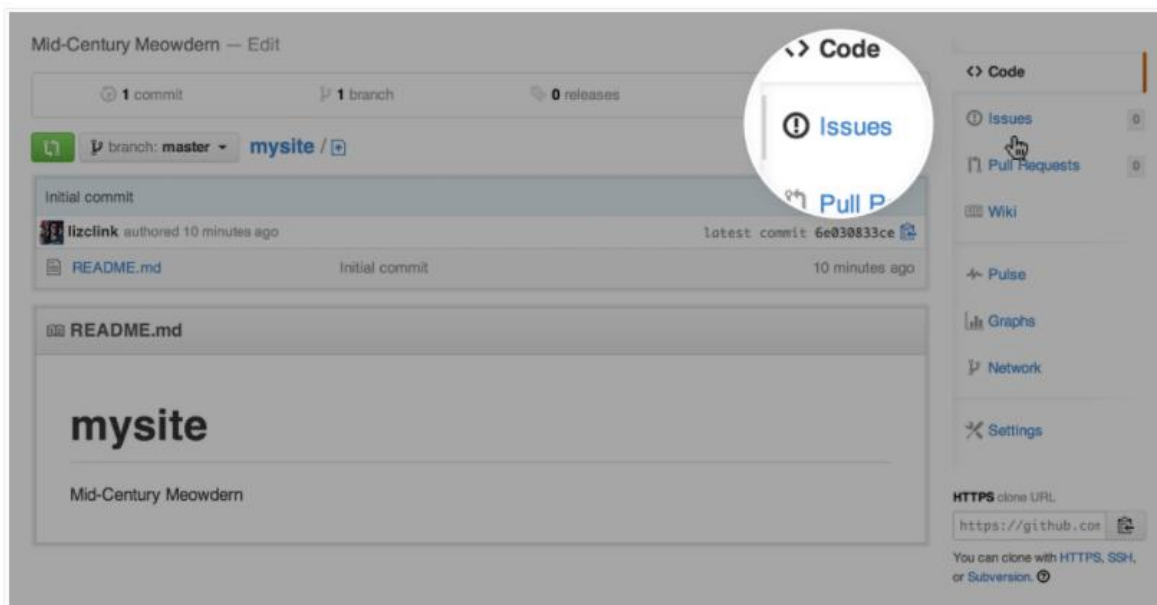 Mid-Century Meowdern — Edit
1 commit
1 branch
0 releases
branch: master
mysite /
Initial commit
lizclink authored 10 minutes ago
latest commit 6e030833ce
README.md
Initial commit
10 minutes ago
README.md
mysite
Mid-Century Meowdern
Code
Issues
Pull P
Code
Issues 0
Pull Requests 0
Wiki
Pulse
Graphs
Network
Settings
HTTPS clone URL
https://github.com
You can clone with HTTPS, SSH,
or Subversion.